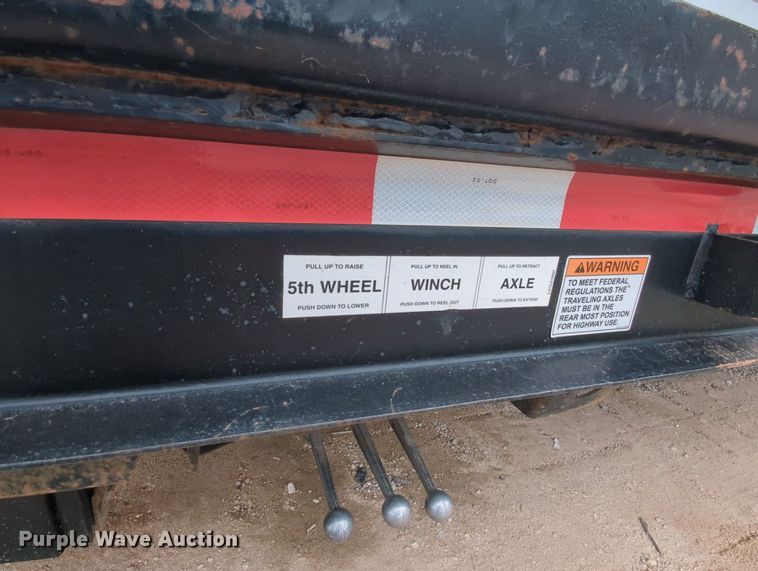 DOT-C2
PULL UP TO RAISE
5th WHEEL
PUSH DOWN TO LOWER
PULL UP TO REEL IN
WINCH
PUSH DOWN TO REEL OUT
PULL UP TO RETRACT
AXLE
PUSH DOWN TO EXTEND
WARNING
TO MEET FEDERAL
REGULATIONS THE
TRAVELING AXLES
MUST BE IN THE
REAR MOST POSITION
FOR HIGHWAY USE.
Purple Wave Auction